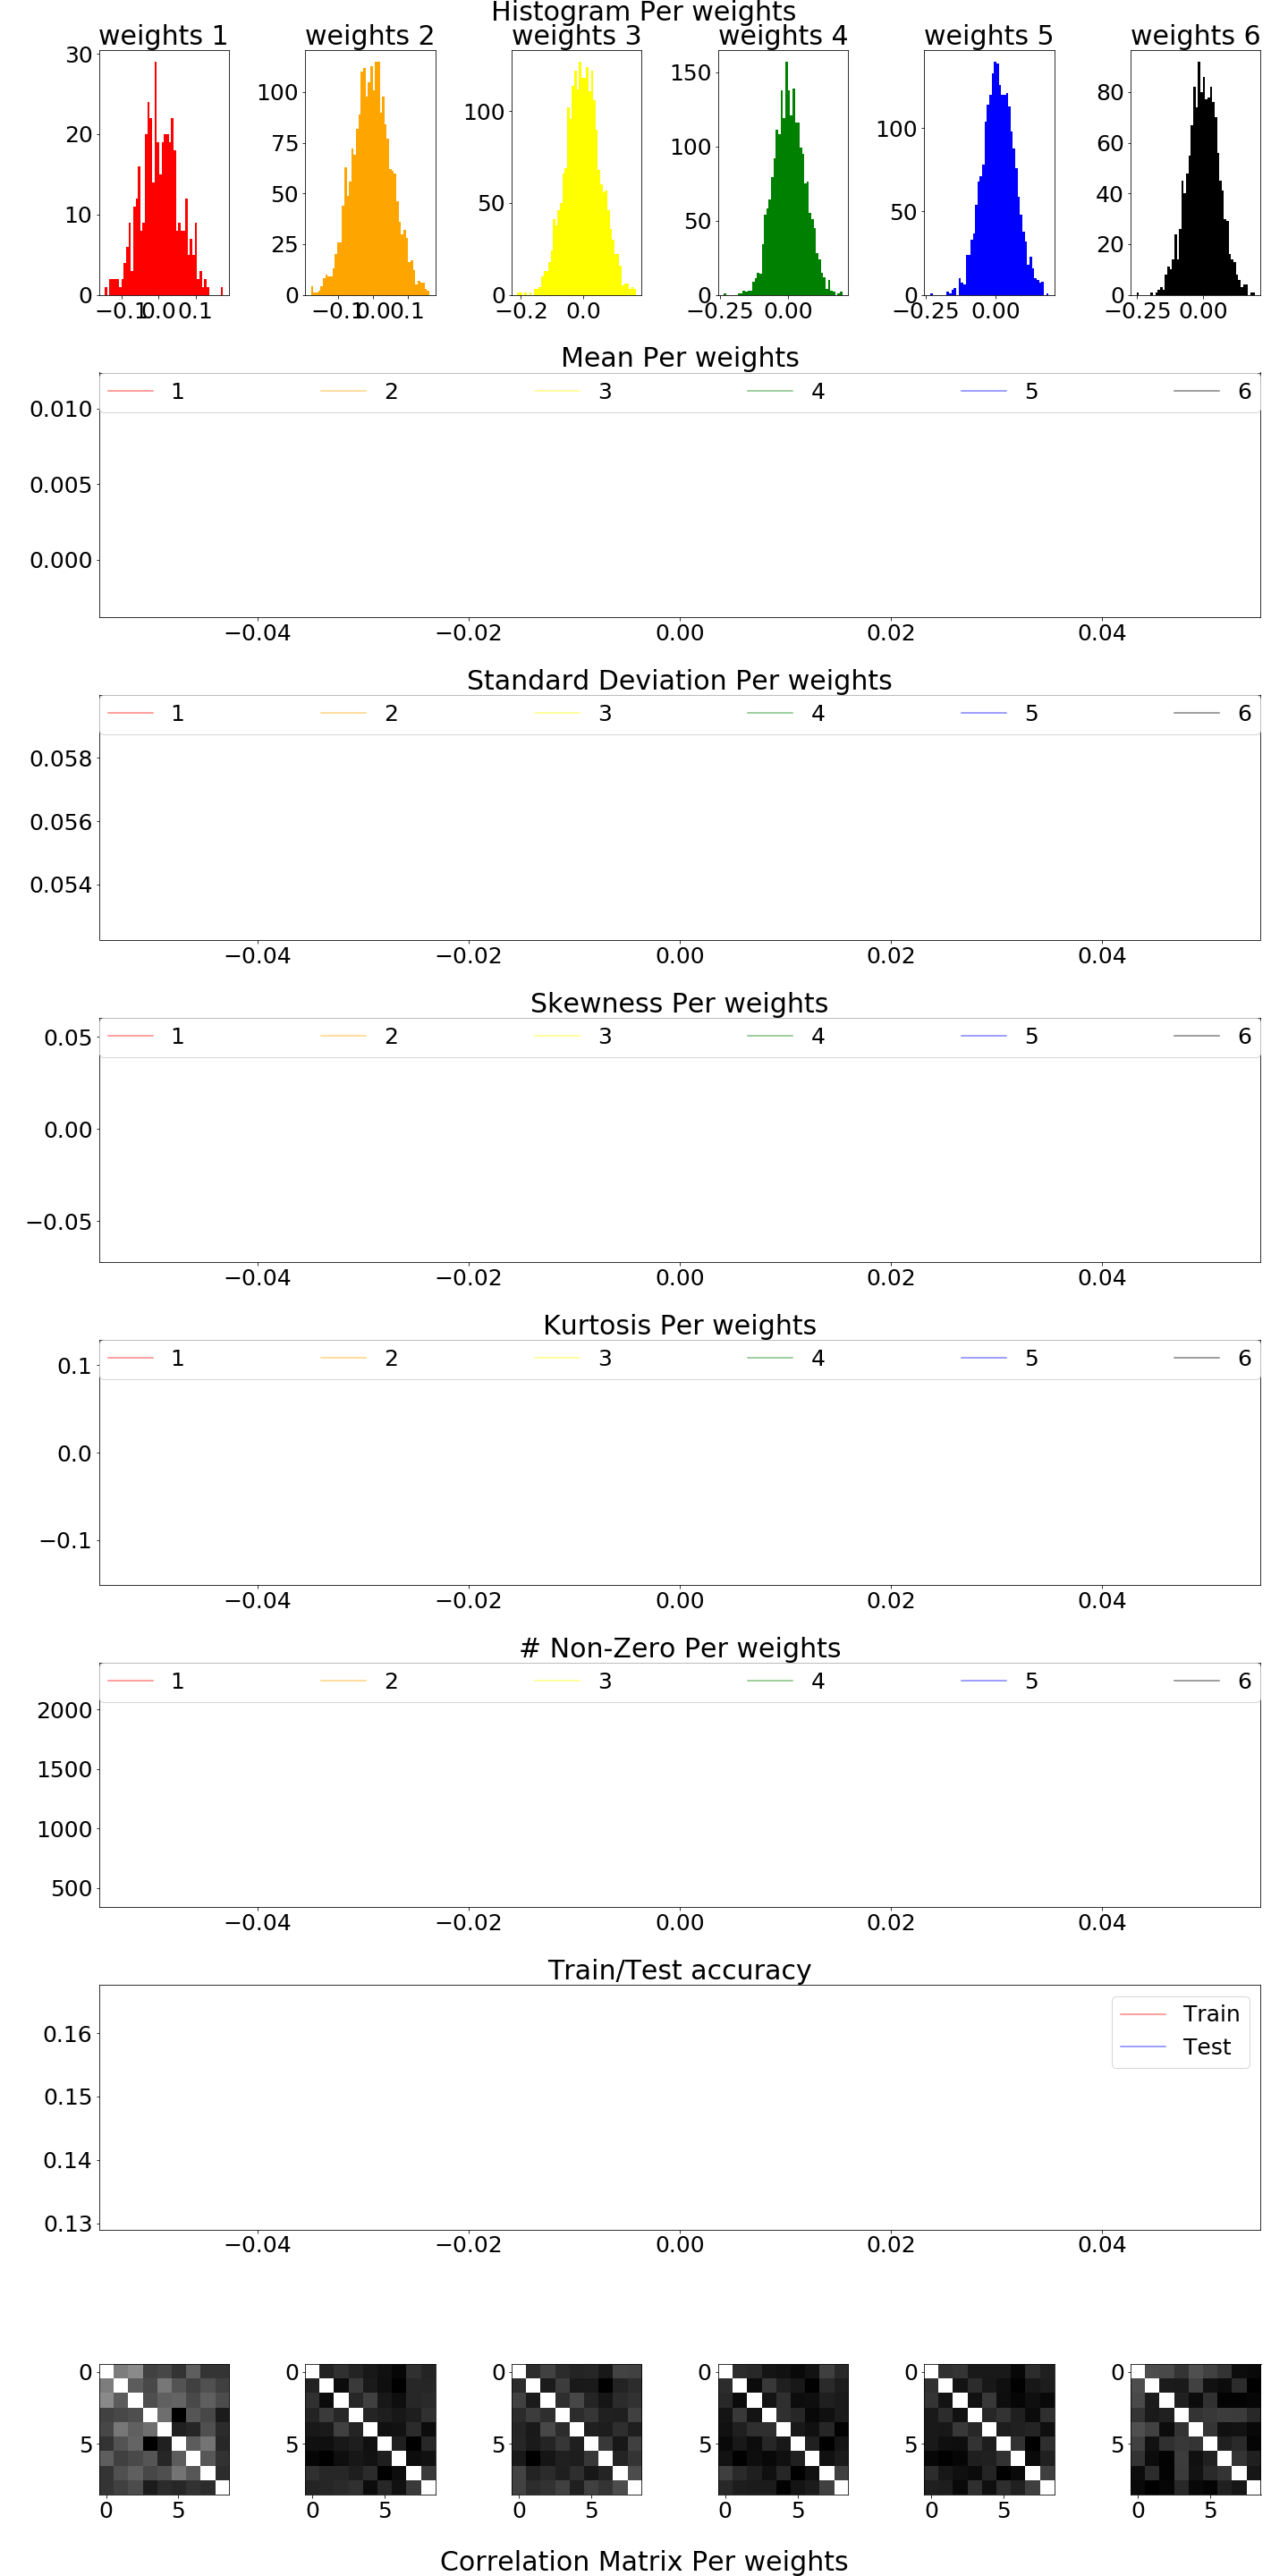 Histogram Per weights
weights 1 weights 2 weights 3 weights 4 weights 5 weights 6
30
20
10
0
−0.1 0.0 0.1
100
75
50
25
0
−0.1 0.0 0.1
100
50
0
−0.2 0.0
150
100
50
0
−0.25 0.00
100
50
0
−0.25 0.00
80
60
40
20
0
−0.25 0.00
Mean Per weights
1 2 3 4 5 6
0.010
0.005
0.000
−0.04 −0.02 0.00 0.02 0.04
Standard Deviation Per weights
1 2 3 4 5 6
0.058
0.056
0.054
−0.04 −0.02 0.00 0.02 0.04
Skewness Per weights
1 2 3 4 5 6
0.05
0.00
−0.05
−0.04 −0.02 0.00 0.02 0.04
Kurtosis Per weights
1 2 3 4 5 6
0.1
0.0
−0.1
−0.04 −0.02 0.00 0.02 0.04
# Non-Zero Per weights
1 2 3 4 5 6
2000
1500
1000
500
−0.04 −0.02 0.00 0.02 0.04
Train/Test accuracy
Train
Test
0.16
0.15
0.14
0.13
−0.04 −0.02 0.00 0.02 0.04
0 0 0 0 0 0
5 5 5 5 5 5
0 5 0 5 0 5 0 5 0 5 0 5
Correlation Matrix Per weights